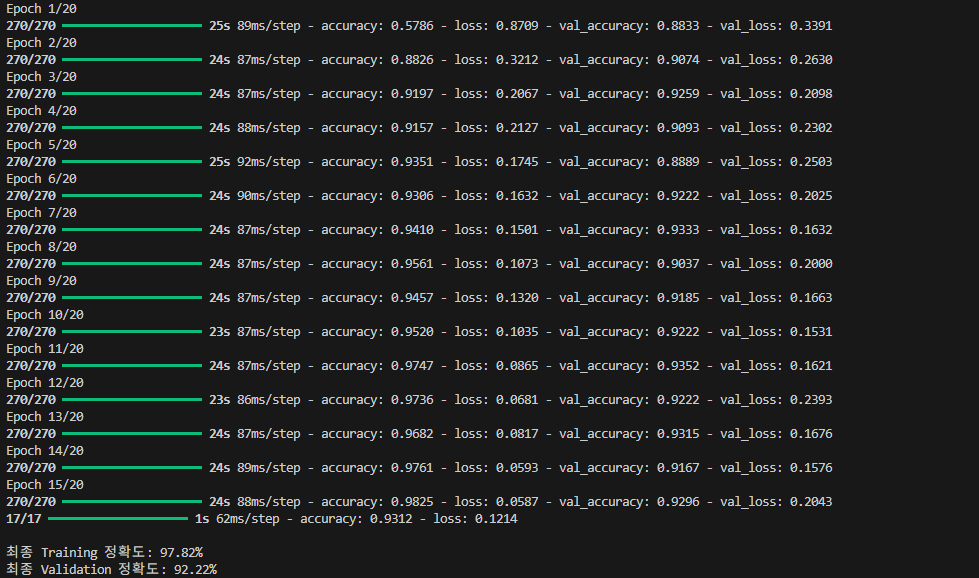 Epoch 1/20
270/270 25s 89ms/step - accuracy: 0.5786 - loss: 0.8709 - val_accuracy: 0.8833 - val_loss: 0.3391
Epoch 2/20
270/270 24s 87ms/step - accuracy: 0.8826 - loss: 0.3212 - val_accuracy: 0.9074 - val_loss: 0.2630
Epoch 3/20
270/270 24s 87ms/step - accuracy: 0.9197 - loss: 0.2067 - val_accuracy: 0.9259 - val_loss: 0.2098
Epoch 4/20
270/270 24s 88ms/step - accuracy: 0.9157 - loss: 0.2127 - val_accuracy: 0.9093 - val_loss: 0.2302
Epoch 5/20
270/270 25s 92ms/step - accuracy: 0.9351 - loss: 0.1745 - val_accuracy: 0.8889 - val_loss: 0.2503
Epoch 6/20
270/270 24s 90ms/step - accuracy: 0.9306 - loss: 0.1632 - val_accuracy: 0.9222 - val_loss: 0.2025
Epoch 7/20
270/270 24s 87ms/step - accuracy: 0.9410 - loss: 0.1501 - val_accuracy: 0.9333 - val_loss: 0.1632
Epoch 8/20
270/270 24s 87ms/step - accuracy: 0.9561 - loss: 0.1073 - val_accuracy: 0.9037 - val_loss: 0.2000
Epoch 9/20
270/270 24s 87ms/step - accuracy: 0.9457 - loss: 0.1320 - val_accuracy: 0.9185 - val_loss: 0.1663
Epoch 10/20
270/270 23s 87ms/step - accuracy: 0.9520 - loss: 0.1035 - val_accuracy: 0.9222 - val_loss: 0.1531
Epoch 11/20
270/270 24s 87ms/step - accuracy: 0.9747 - loss: 0.0865 - val_accuracy: 0.9352 - val_loss: 0.1621
Epoch 12/20
270/270 23s 86ms/step - accuracy: 0.9736 - loss: 0.0681 - val_accuracy: 0.9222 - val_loss: 0.2393
Epoch 13/20
270/270 24s 87ms/step - accuracy: 0.9682 - loss: 0.0817 - val_accuracy: 0.9315 - val_loss: 0.1676
Epoch 14/20
270/270 24s 89ms/step - accuracy: 0.9761 - loss: 0.0593 - val_accuracy: 0.9167 - val_loss: 0.1576
Epoch 15/20
270/270 24s 88ms/step - accuracy: 0.9825 - loss: 0.0587 - val_accuracy: 0.9296 - val_loss: 0.2043
17/17 1s 62ms/step - accuracy: 0.9312 - loss: 0.1214
최종 Training 정확도: 97.82%
최종 Validation 정확도: 92.22%